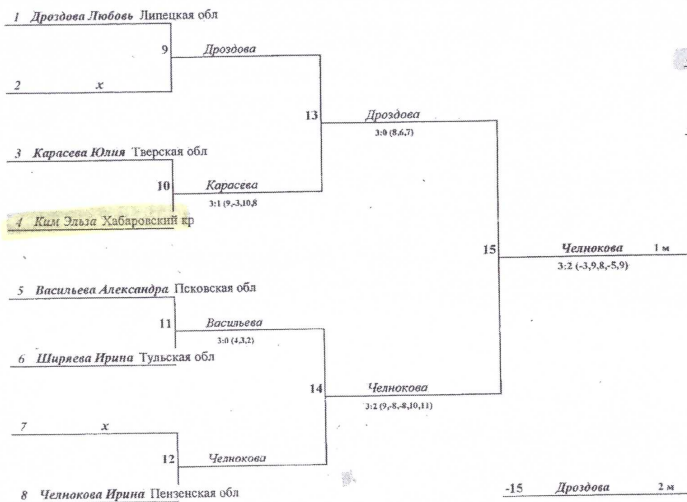 1 Дроздова Любовь Липецкая обл
9 Дроздова
2 х
13 Дроздова
3:0 (8,6,7)
3 Карасева Юлия Тверская обл
10 Карасева
3:1 (9,-3,10,8
4 Ким Эльза Хабаровский кр
15 Челнокова 1 м
3:2 (-3,9,8,-5,9)
5 Васильева Александра Псковская обл
11 Васильева
3:0 (4,3,2)
6 Ширяева Ирина Тульская обл
14 Челнокова
3:2 (9,-8,-8,10,11)
7 х
12 Челнокова
8 Челнокова Ирина Пензенская обл
-15 Дроздова 2 м